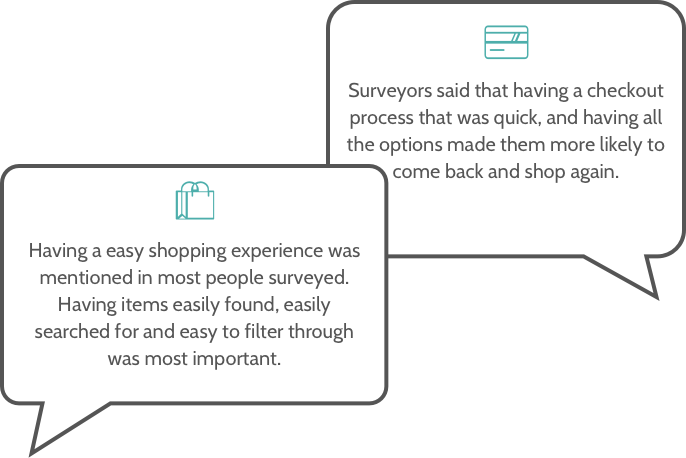 Surveyors said that having a checkout
process that was quick, and having all
the options made them more likely to
come back and shop again.
Having a easy shopping experience was
mentioned in most people surveyed.
Having items easily found, easily
searched for and easy to filter through
was most important.